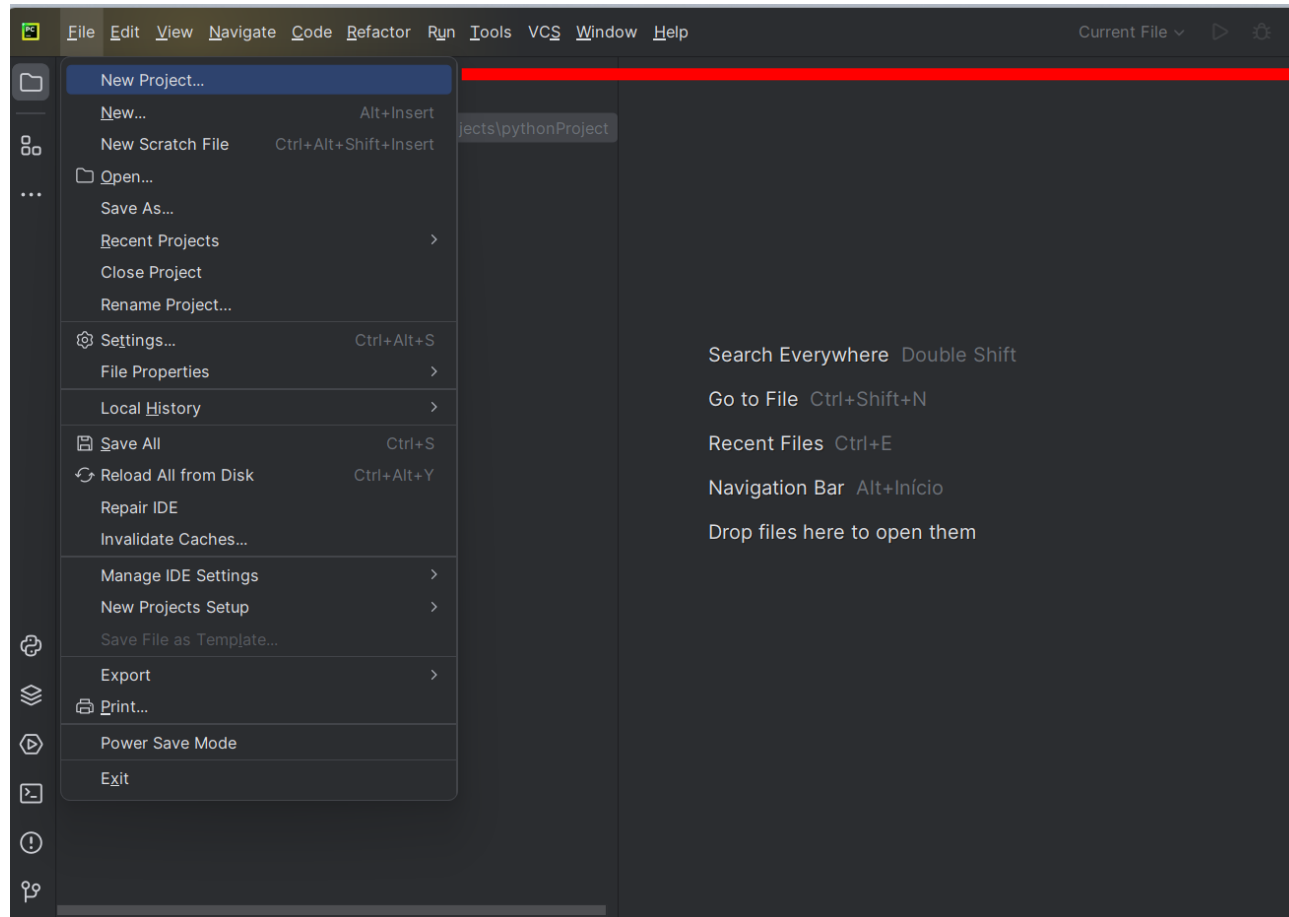 PC
File Edit View Navigate Code Refactor Run Tools VCS Window Help Current File
New Project...
New... Alt+Insert
jects\pythonProject
New Scratch File Ctrl+Alt+Shift+Insert
Open...
Save As...
Recent Projects
Close Project
Rename Project...
Settings... Ctrl+Alt+S
File Properties
Local History
Save All Ctrl+S
Reload All from Disk Ctrl+Alt+Y
Repair IDE
Invalidate Caches...
Manage IDE Settings
New Projects Setup
Save File as Template...
Export
Print...
Power Save Mode
Exit
Search Everywhere Double Shift
Go to File Ctrl+Shift+N
Recent Files Ctrl+E
Navigation Bar Alt+Início
Drop files here to open them